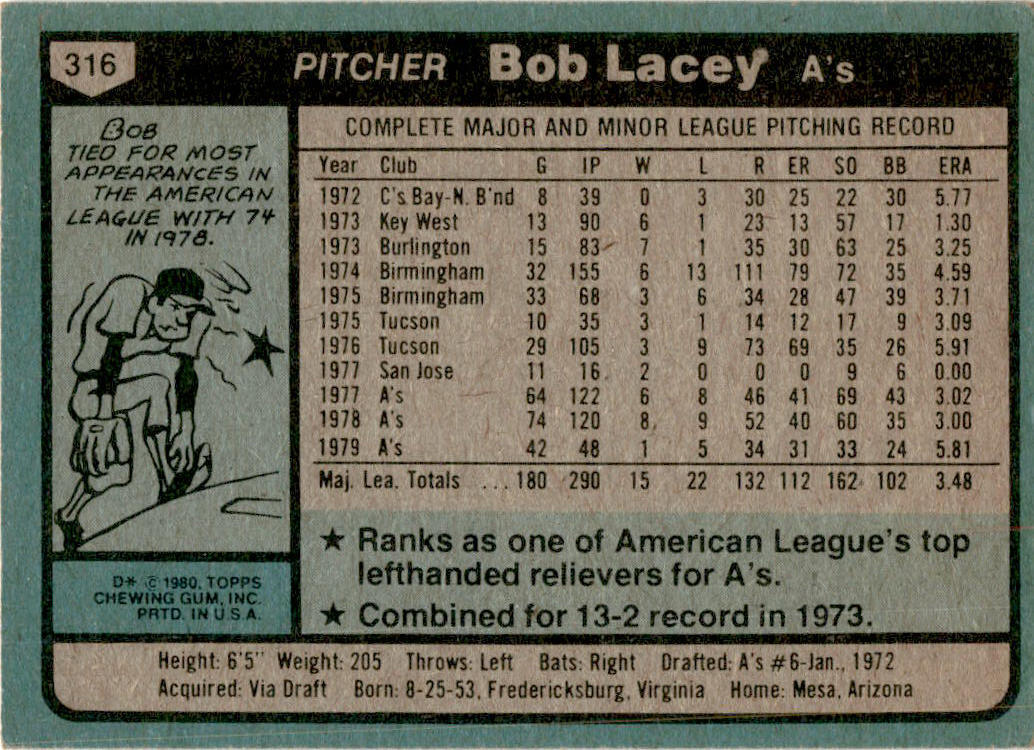 316 PITCHER Bob Lacey A's
BOB
TIED FOR MOST
APPEARANCES IN
THE AMERICAN
LEAGUE WITH 74
IN 1978.
D* © 1980, TOPPS
CHEWING GUM, INC.
PRTD. IN U.S.A.
COMPLETE MAJOR AND MINOR LEAGUE PITCHING RECORD
Year Club G IP W L R ER SO BB ERA
1972 C's Bay-N. B'nd 8 39 0 3 30 25 22 30 5.77
1973 Key West 13 90 6 1 23 13 57 17 1.30
1973 Burlington 15 83 7 1 35 30 63 25 3.25
1974 Birmingham 32 155 6 13 111 79 72 35 4.59
1975 Birmingham 33 68 3 6 34 28 47 39 3.71
1975 Tucson 10 35 3 1 14 12 17 9 3.09
1976 Tucson 29 105 3 9 73 69 35 26 5.91
1977 San Jose 11 16 2 0 0 0 9 6 0.00
1977 A's 64 122 6 8 46 41 69 43 3.02
1978 A's 74 120 8 9 52 40 60 35 3.00
1979 A's 42 48 1 5 34 31 33 24 5.81
Maj. Lea. Totals ... 180 290 15 22 132 112 162 102 3.48
★ Ranks as one of American League's top
lefthanded relievers for A's.
★ Combined for 13-2 record in 1973.
Height: 6'5" Weight: 205 Throws: Left Bats: Right Drafted: A's #6-Jan., 1972
Acquired: Via Draft Born: 8-25-53, Fredericksburg, Virginia Home: Mesa, Arizona